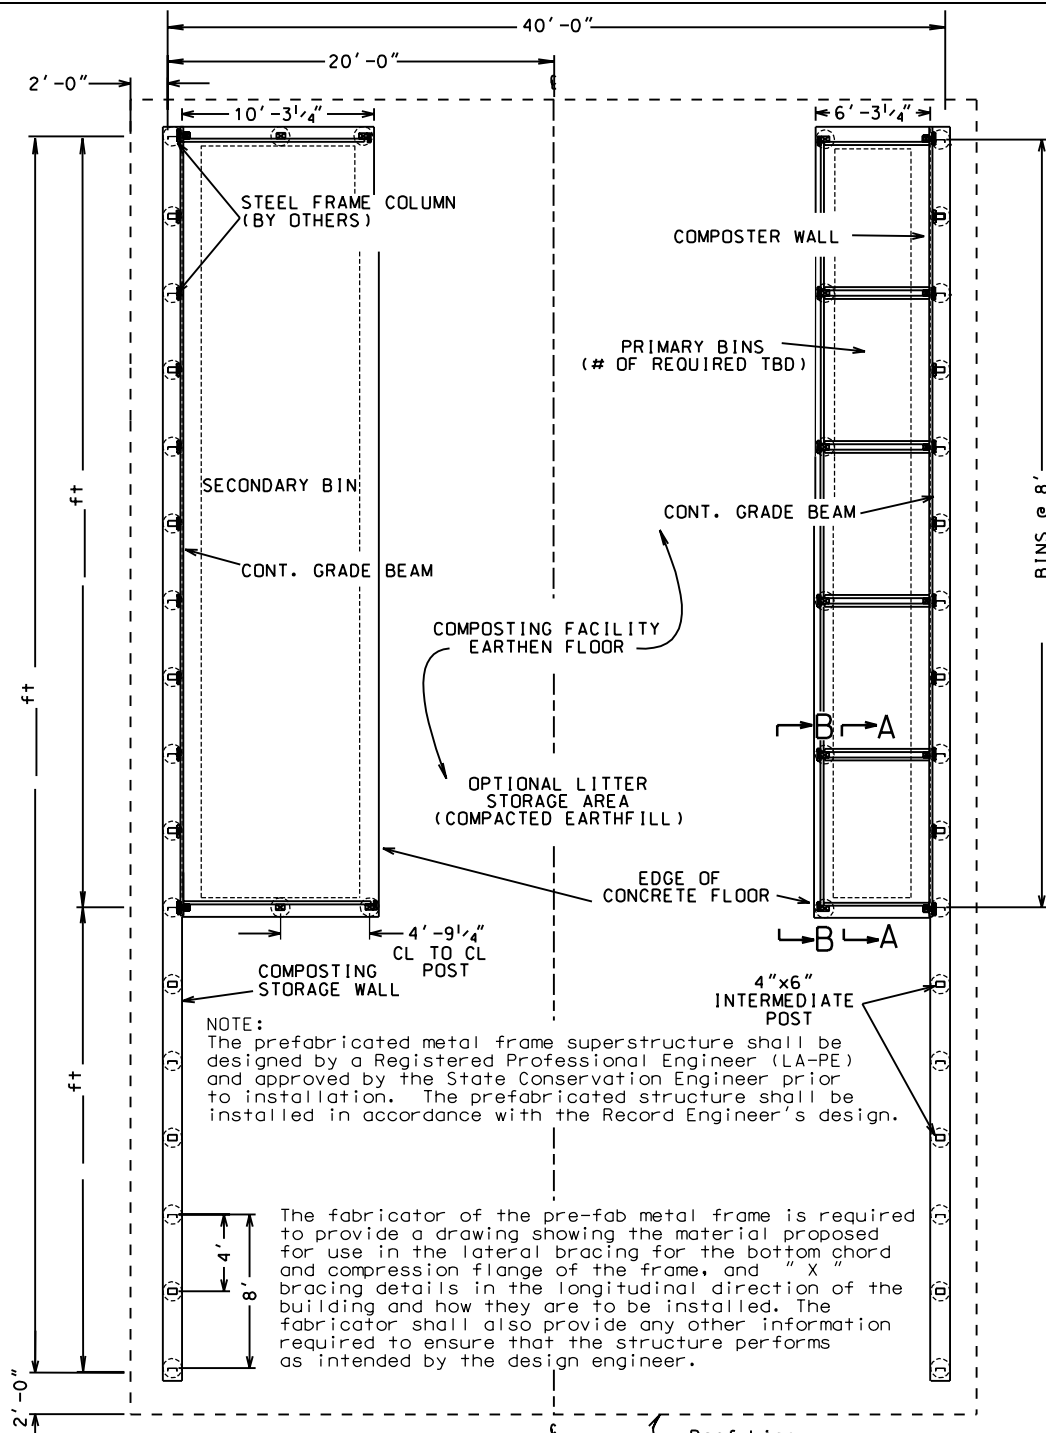 40'-0"
20'-0"
2'-0"
10'-3¼"
6'-3¼"
STEEL FRAME COLUMN
(BY OTHERS)
COMPOSTER WALL
PRIMARY BINS
(# OF REQUIRED TBD)
SECONDARY BIN
ft
CONT. GRADE BEAM
BINS @ 8'
CONT. GRADE BEAM
COMPOSTING FACILITY
EARTHEN FLOOR
ft
B A
OPTIONAL LITTER
STORAGE AREA
(COMPACTED EARTHFILL)
EDGE OF
CONCRETE FLOOR
B A
4'-9¼"
CL TO CL
POST
COMPOSTING
STORAGE WALL
4"x6"
INTERMEDIATE
POST
ft
NOTE:
The prefabricated metal frame superstructure shall be
designed by a Registered Professional Engineer (LA-PE)
and approved by the State Conservation Engineer prior
to installation. The prefabricated structure shall be
installed in accordance with the Record Engineer's design.
4'
8'
The fabricator of the pre-fab metal frame is required
to provide a drawing showing the material proposed
for use in the lateral bracing for the bottom chord
and compression flange of the frame, and " X "
bracing details in the longitudinal direction of the
building and how they are to be installed. The
fabricator shall also provide any other information
required to ensure that the structure performs
as intended by the design engineer.
2'-0"